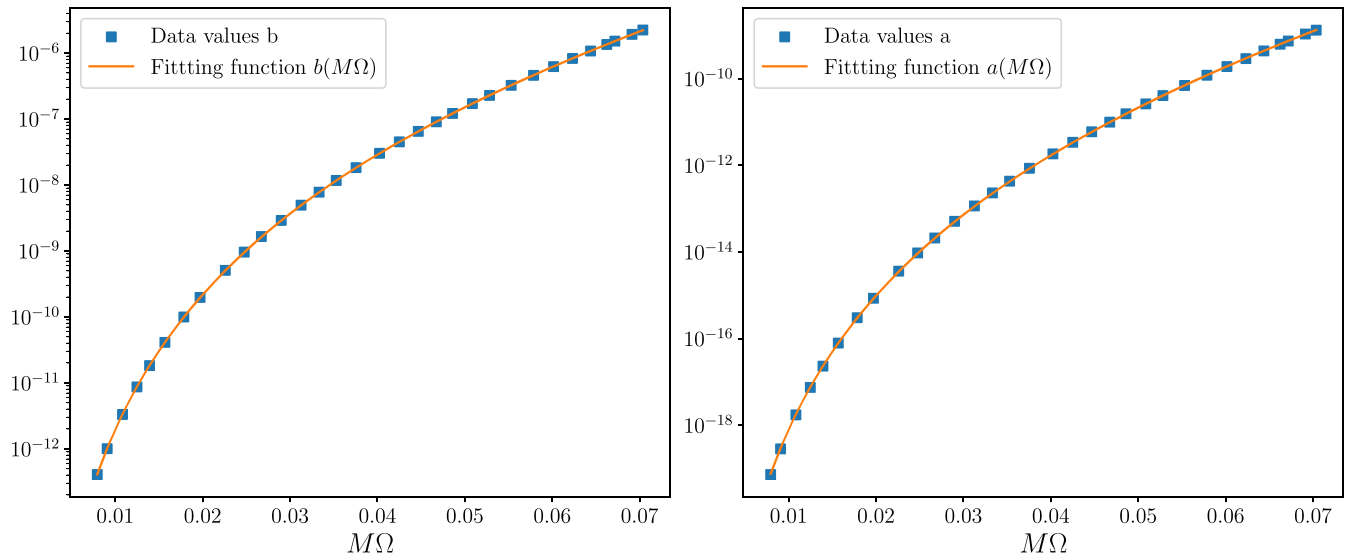 Data values b
Fittting function b(MΩ)
10⁻⁶
10⁻⁷
10⁻⁸
10⁻⁹
10⁻¹⁰
10⁻¹¹
10⁻¹²
0.01 0.02 0.03 0.04 0.05 0.06 0.07
MΩ
Data values a
Fittting function a(MΩ)
10⁻¹⁰
10⁻¹²
10⁻¹⁴
10⁻¹⁶
10⁻¹⁸
0.01 0.02 0.03 0.04 0.05 0.06 0.07
MΩ